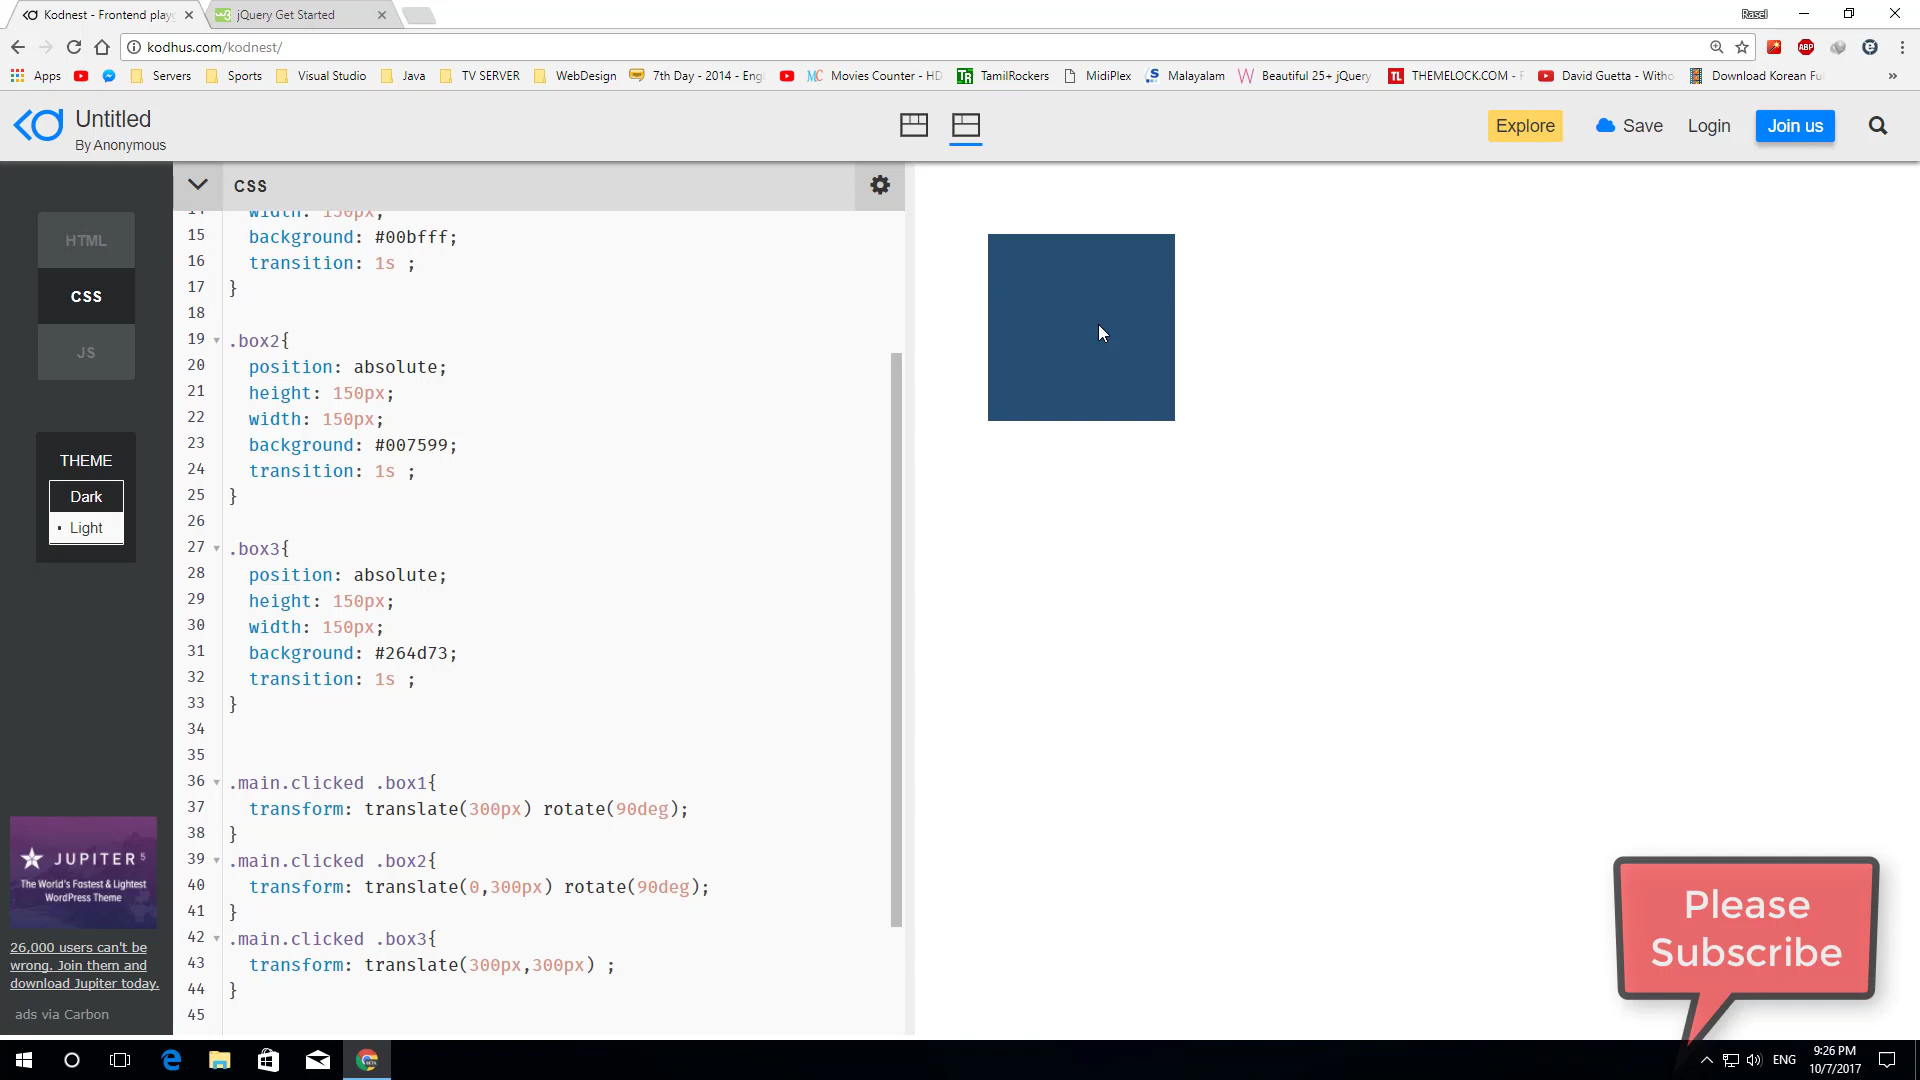 Kodnest - Frontend playg
jQuery Get Started
Rasel
kodhus.com/kodnest/
Apps
Servers
Sports
Visual Studio
Java
TV SERVER
WebDesign
7th Day - 2014 - Eng
Movies Counter - HD
TamilRockers
MidiPlex
Malayalam
Beautiful 25+ jQuery
THEMELOCK.COM - F
David Guetta - Witho
Download Korean Fu
»
Untitled
By Anonymous
Explore
Save
Login
Join us
HTML
CSS
JS
THEME
Dark
• Light
JUPITER 5
The World's Fastest & Lightest
WordPress Theme
26,000 users can't be
wrong. Join them and
download Jupiter today.
ads via Carbon
CSS
14 width: 150px;
15 background: #00bfff;
16 transition: 1s ;
17 }
18
19 .box2{
20 position: absolute;
21 height: 150px;
22 width: 150px;
23 background: #007599;
24 transition: 1s ;
25 }
26
27 .box3{
28 position: absolute;
29 height: 150px;
30 width: 150px;
31 background: #264d73;
32 transition: 1s ;
33 }
34
35
36 .main.clicked .box1{
37 transform: translate(300px) rotate(90deg);
38 }
39 .main.clicked .box2{
40 transform: translate(0,300px) rotate(90deg);
41 }
42 .main.clicked .box3{
43 transform: translate(300px,300px) ;
44 }
45
Please
Subscribe
ENG
9:26 PM
10/7/2017